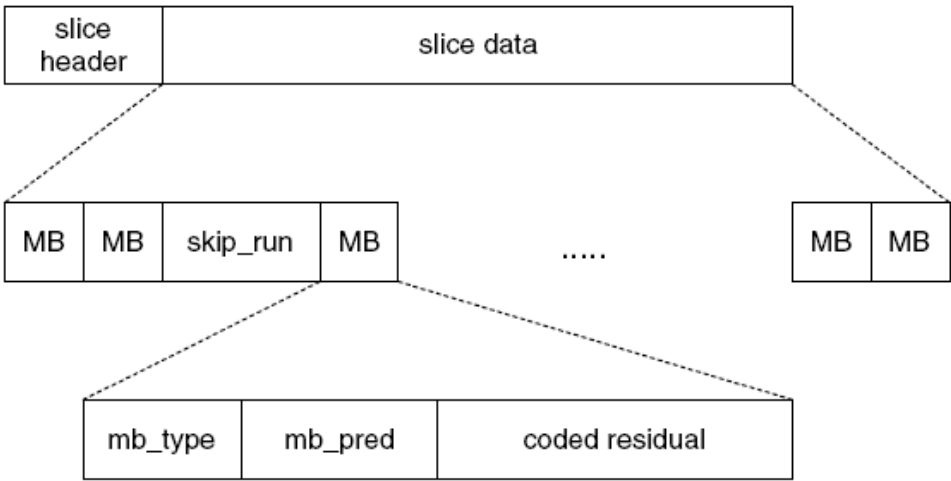 slice
header
slice data
MB
MB
skip_run
MB
.....
MB
MB
mb_type
mb_pred
coded residual